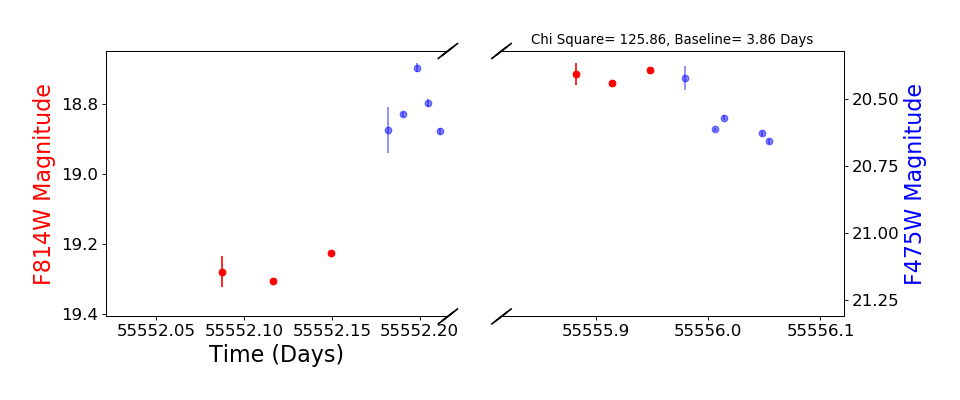 Chi Square= 125.86, Baseline= 3.86 Days
F814W Magnitude
18.8
19.0
19.2
19.4
20.50
20.75
21.00
21.25
F475W Magnitude
55552.05 55552.10 55552.15 55552.20 55555.9 55556.0 55556.1
Time (Days)